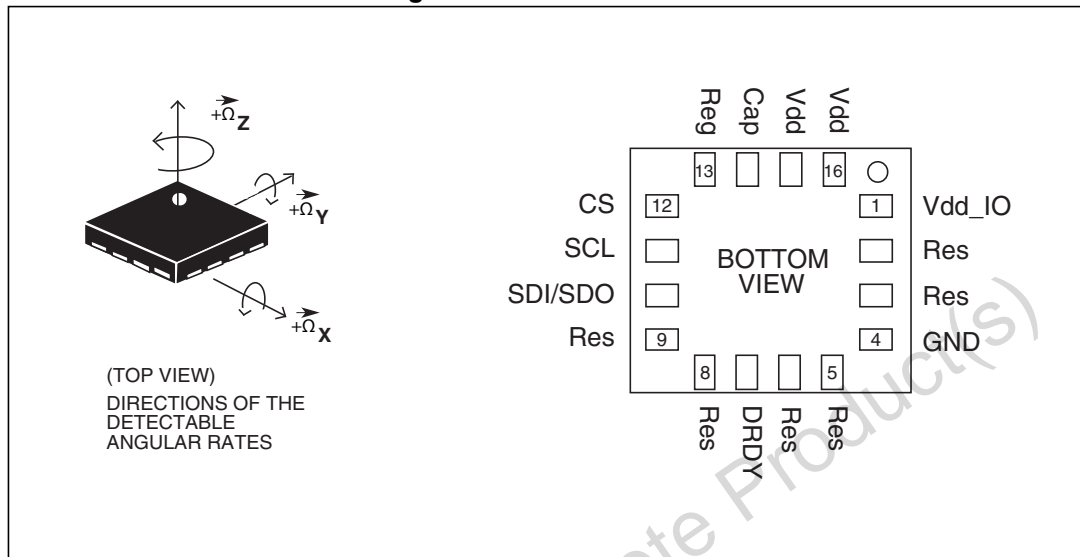 +Ω Z
+Ω Y
+Ω X
(TOP VIEW)
DIRECTIONS OF THE
DETECTABLE
ANGULAR RATES
Reg
Cap
Vdd
Vdd
13
16
CS
12
1
Vdd_IO
SCL
Res
BOTTOM
VIEW
SDI/SDO
Res
Res
9
4
GND
8
5
Res
DRDY
Res
Res
Product(s)